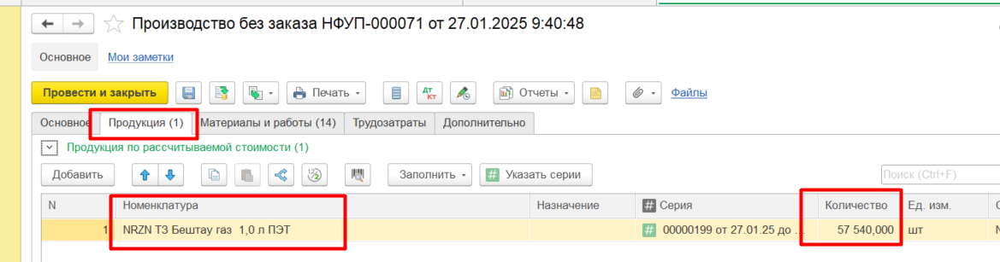 Производство без заказа НФУП-000071 от 27.01.2025 9:40:48
Основное Мои заметки
Провести и закрыть Печать Дт Кт Отчеты Файлы
Основное Продукция (1) Материалы и работы (14) Трудозатраты Дополнительно
Продукция по рассчитываемой стоимости (1)
Добавить Заполнить # Указать серии Поиск (Ctrl+F)
N Номенклатура Назначение # Серия Количество Ед. изм.
1 NRZN ТЗ Бештау газ 1,0 л ПЭТ # 00000199 от 27.01.25 до ... 57 540,000 шт